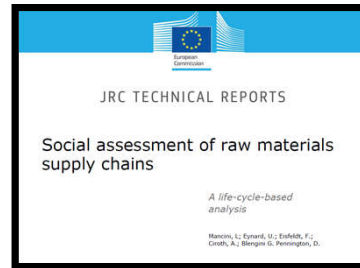 European
Commission
JRC TECHNICAL REPORTS
Social assessment of raw materials
supply chains
A life-cycle-based
analysis
Mancini, L; Eynard, U.; Eisfeldt, F.;
Ciroth, A.; Blengini G. Pennington, D.